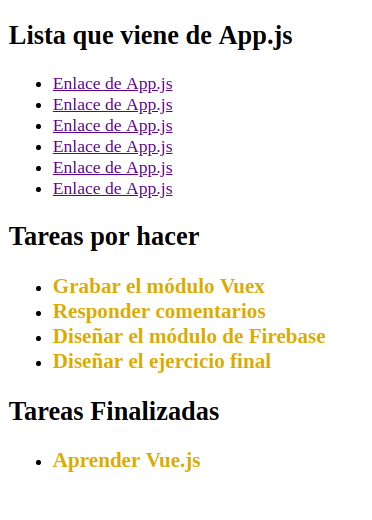 Lista que viene de App.js
Enlace de App.js
Enlace de App.js
Enlace de App.js
Enlace de App.js
Enlace de App.js
Enlace de App.js
Tareas por hacer
Grabar el módulo Vuex
Responder comentarios
Diseñar el módulo de Firebase
Diseñar el ejercicio final
Tareas Finalizadas
Aprender Vue.js